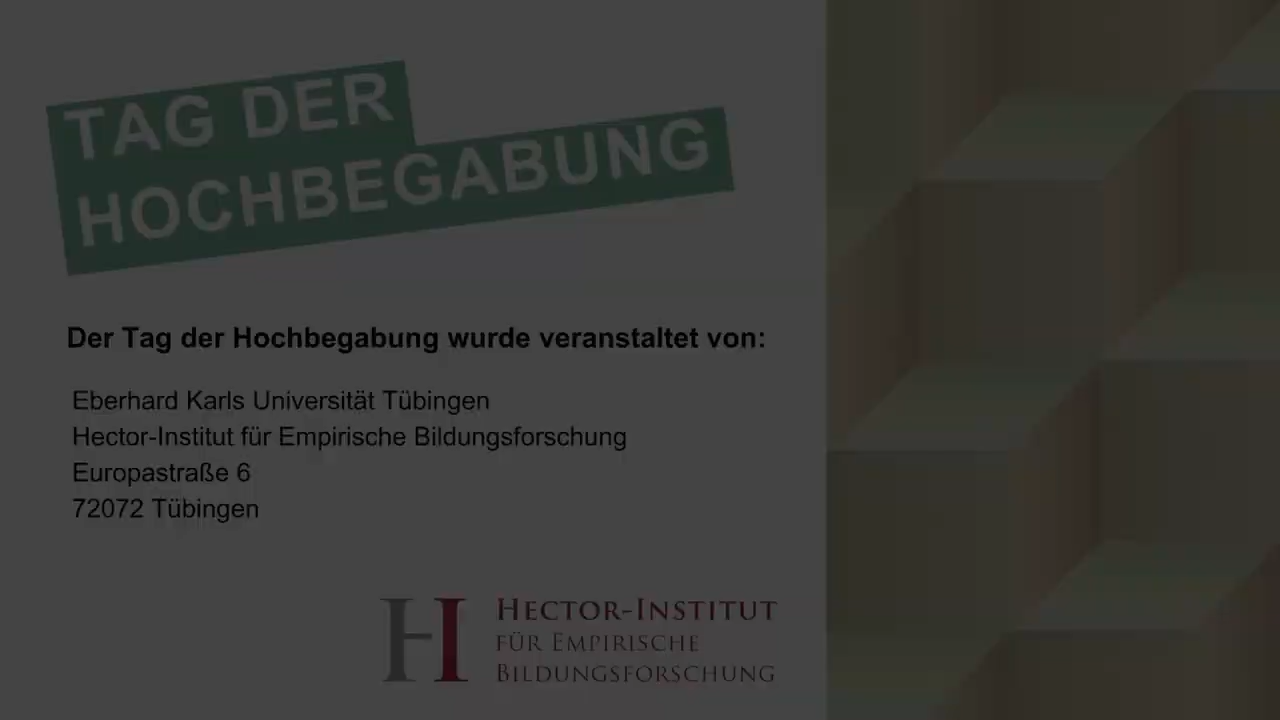 TAG DER
HOCHBEGABUNG
Der Tag der Hochbegabung wurde veranstaltet von:
Eberhard Karls Universität Tübingen
Hector-Institut für Empirische Bildungsforschung
Europastraße 6
72072 Tübingen
HI
HECTOR-INSTITUT
FÜR EMPIRISCHE
BILDUNGSFORSCHUNG